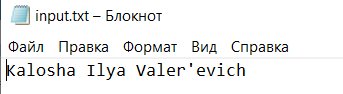 input.txt – Блокнот
Файл Правка Формат Вид Справка
Kalosha Ilya Valer'evich